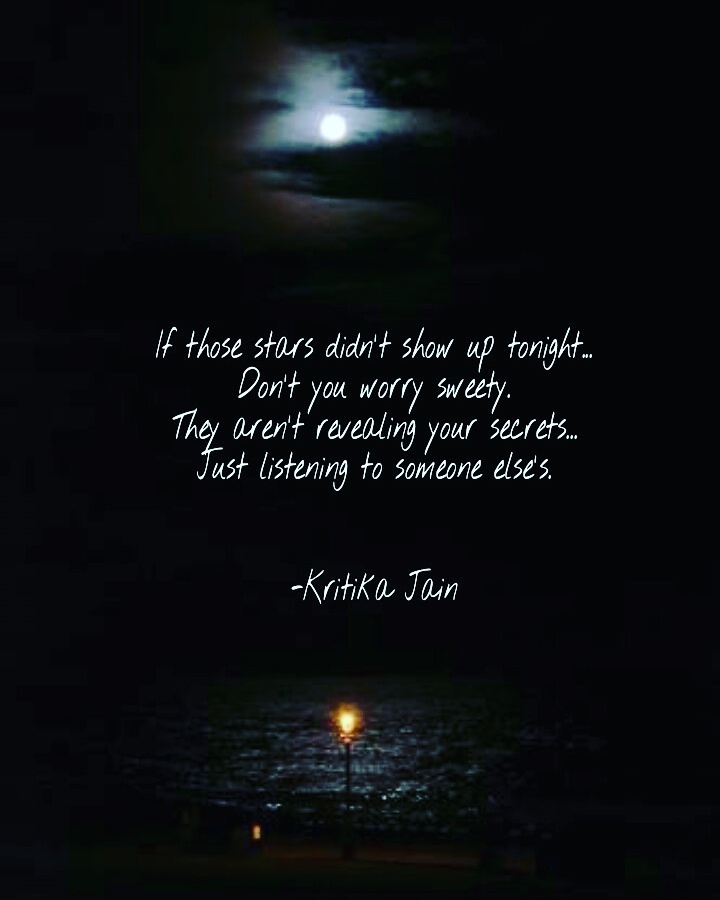 If those stars didn't show up tonight...
Don't you worry sweety.
They aren't revealing your secrets...
Just listening to someone else's.
-Kritika Jain